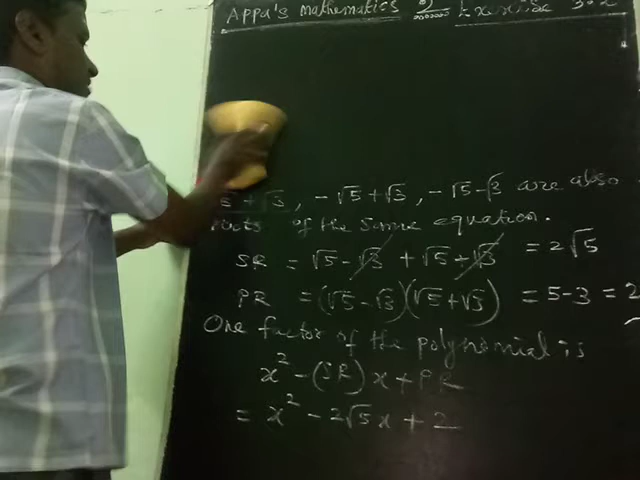 Appa's Mathematics Exercise 3.2
√5 + √3, -√5+√3, -√5-√3 are also
roots of the same equation.
SR = √5-√3 + √5+√3 = 2√5
PR = (√5-√3)(√5+√3) = 5-3 = 2
One factor of the polynomial is
x² - (SR)x + PR
= x² - 2√5x + 2